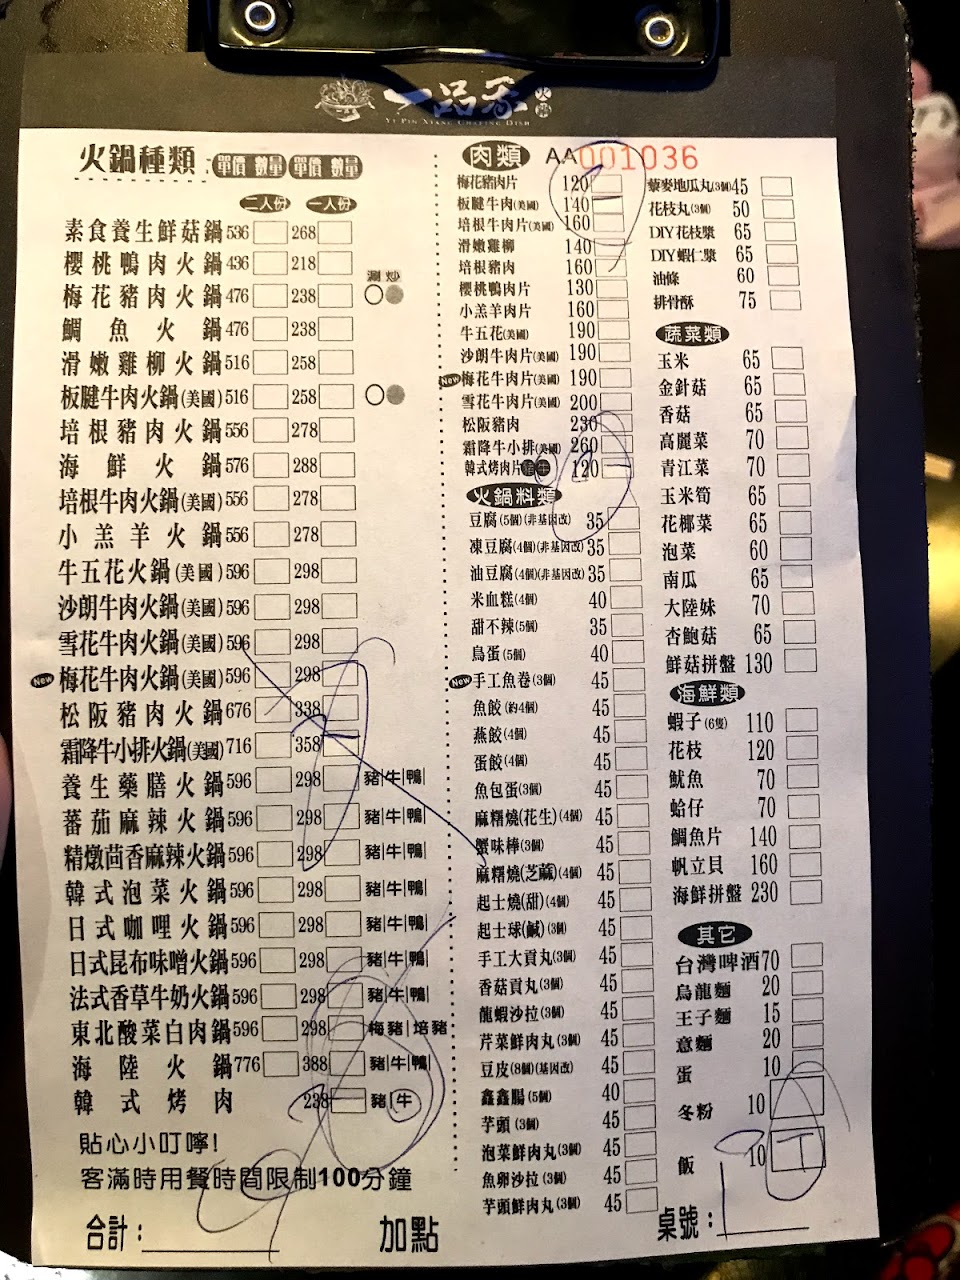 一品香火鍋
YI PIN XIANG CHAFING DISH
火鍋種類：單價 數量 單價 數量
二人份 一人份
素食養生鮮菇鍋 536 268
櫻桃鴨肉火鍋 436 218
涮 炒
梅花豬肉火鍋 476 238
鯛魚火鍋 476 238
滑嫩雞柳火鍋 516 258
板腱牛肉火鍋(美國) 516 258
培根豬肉火鍋 556 278
海鮮火鍋 576 288
培根牛肉火鍋(美國) 556 278
小羔羊火鍋 556 278
牛五花火鍋(美國) 596 298
沙朗牛肉火鍋(美國) 596 298
雪花牛肉火鍋(美國) 596 298
New 梅花牛肉火鍋(美國) 596 298
松阪豬肉火鍋 676 338
霜降牛小排火鍋(美國) 716 358
養生藥膳火鍋 596 298 豬|牛|鴨|
蕃茄麻辣火鍋 596 298 豬|牛|鴨|
精燉茴香麻辣火鍋 596 298 豬|牛|鴨|
韓式泡菜火鍋 596 298 豬|牛|鴨|
日式咖哩火鍋 596 298 豬|牛|鴨|
日式昆布味噌火鍋 596 298 豬|牛|鴨|
法式香草牛奶火鍋 596 298 豬|牛|鴨|
東北酸菜白肉鍋 596 298 梅豬|培豬
海陸火鍋 776 388 豬|牛|鴨|
韓式烤肉 238 豬|牛
貼心小叮嚀!
客滿時用餐時間限制100分鐘
合計：
加點
肉類 AA001036
梅花豬肉片 120
板腱牛肉(美國) 140
培根牛肉片(美國) 160
滑嫩雞柳 140
培根豬肉 160
櫻桃鴨肉片 130
小羔羊肉片 160
牛五花(美國) 190
沙朗牛肉片(美國) 190
New 梅花牛肉片(美國) 190
雪花牛肉片(美國) 200
松阪豬肉 230
霜降牛小排(美國) 260
韓式烤肉片 豬 牛 120
火鍋料類
豆腐(5個)(非基因改) 35
凍豆腐(4個)(非基因改) 35
油豆腐(4個)(非基因改) 35
米血糕(4個) 40
甜不辣(5個) 35
鳥蛋(5個) 40
New 手工魚卷(3個) 45
魚餃(約4個) 45
燕餃(4個) 45
蛋餃(4個) 45
魚包蛋(3個) 45
麻糬燒(花生)(4個) 45
蟹味棒(3個) 45
麻糬燒(芝麻)(4個) 45
起士燒(甜)(4個) 45
起士球(鹹)(3個) 45
手工大貢丸(3個) 45
香菇貢丸(3個) 45
龍蝦沙拉(3個) 45
芹菜鮮肉丸(3個) 45
豆皮(8個)(基因改) 45
鑫鑫腸(5個) 40
芋頭(3個) 45
泡菜鮮肉丸(3個) 45
魚卵沙拉(3個) 45
芋頭鮮肉丸(3個) 45
藜麥地瓜丸(3個) 45
花枝丸(3個) 50
DIY花枝漿 65
DIY蝦仁漿 65
油條 60
排骨酥 75
蔬菜類
玉米 65
金針菇 65
香菇 65
高麗菜 70
青江菜 70
玉米筍 65
花椰菜 65
泡菜 60
南瓜 65
大陸妹 70
杏鮑菇 65
鮮菇拼盤 130
海鮮類
蝦子(6隻) 110
花枝 120
魷魚 70
蛤仔 70
鯛魚片 140
帆立貝 160
海鮮拼盤 230
其它
台灣啤酒 70
烏龍麵 20
王子麵 15
意麵 20
蛋 10
冬粉 10
飯 10
桌號：